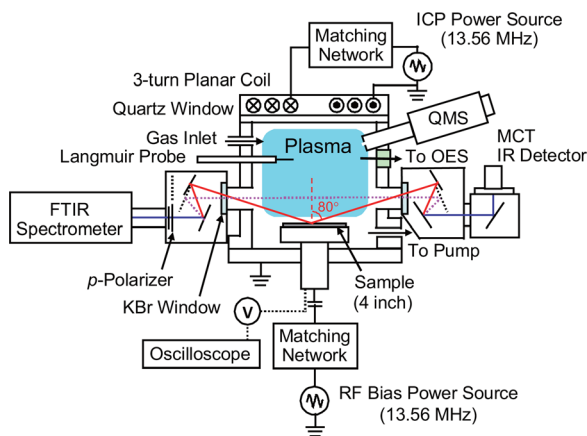 ICP Power Source
(13.56 MHz)
Matching
Network
3-turn Planar Coil
Quartz Window
Gas Inlet
Langmuir Probe
Plasma
QMS
To OES
MCT
IR Detector
FTIR
Spectrometer
80°
p-Polarizer
KBr Window
To Pump
Sample
(4 inch)
V
Oscilloscope
Matching
Network
RF Bias Power Source
(13.56 MHz)